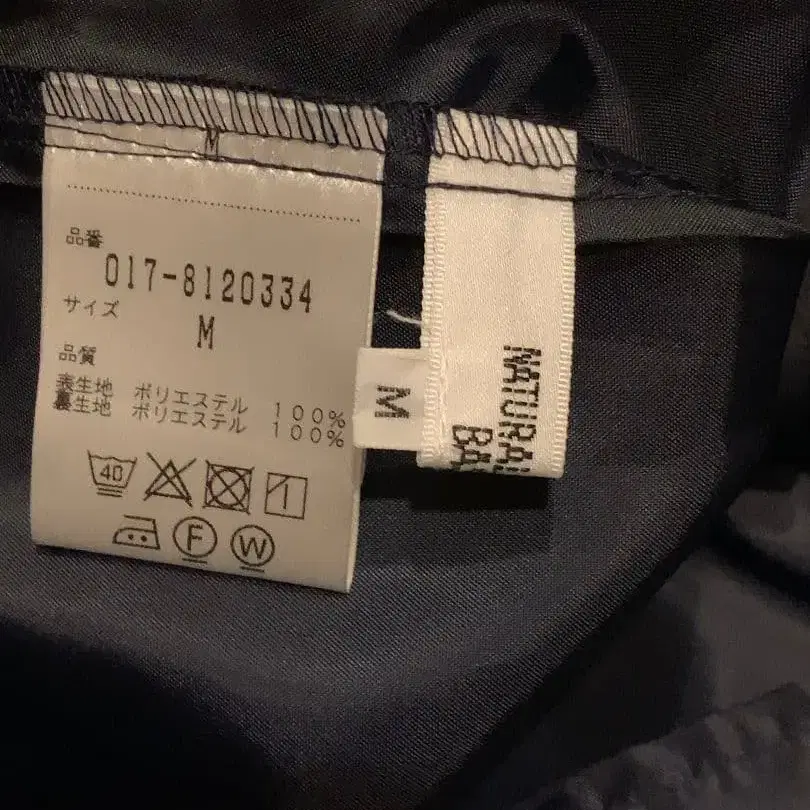 M
品番
017-8120334
サイズ
M
品質
表生地 ポリエステル 100%
裏生地 ポリエステル 100%
40
F
W
M
NATURAL
BA